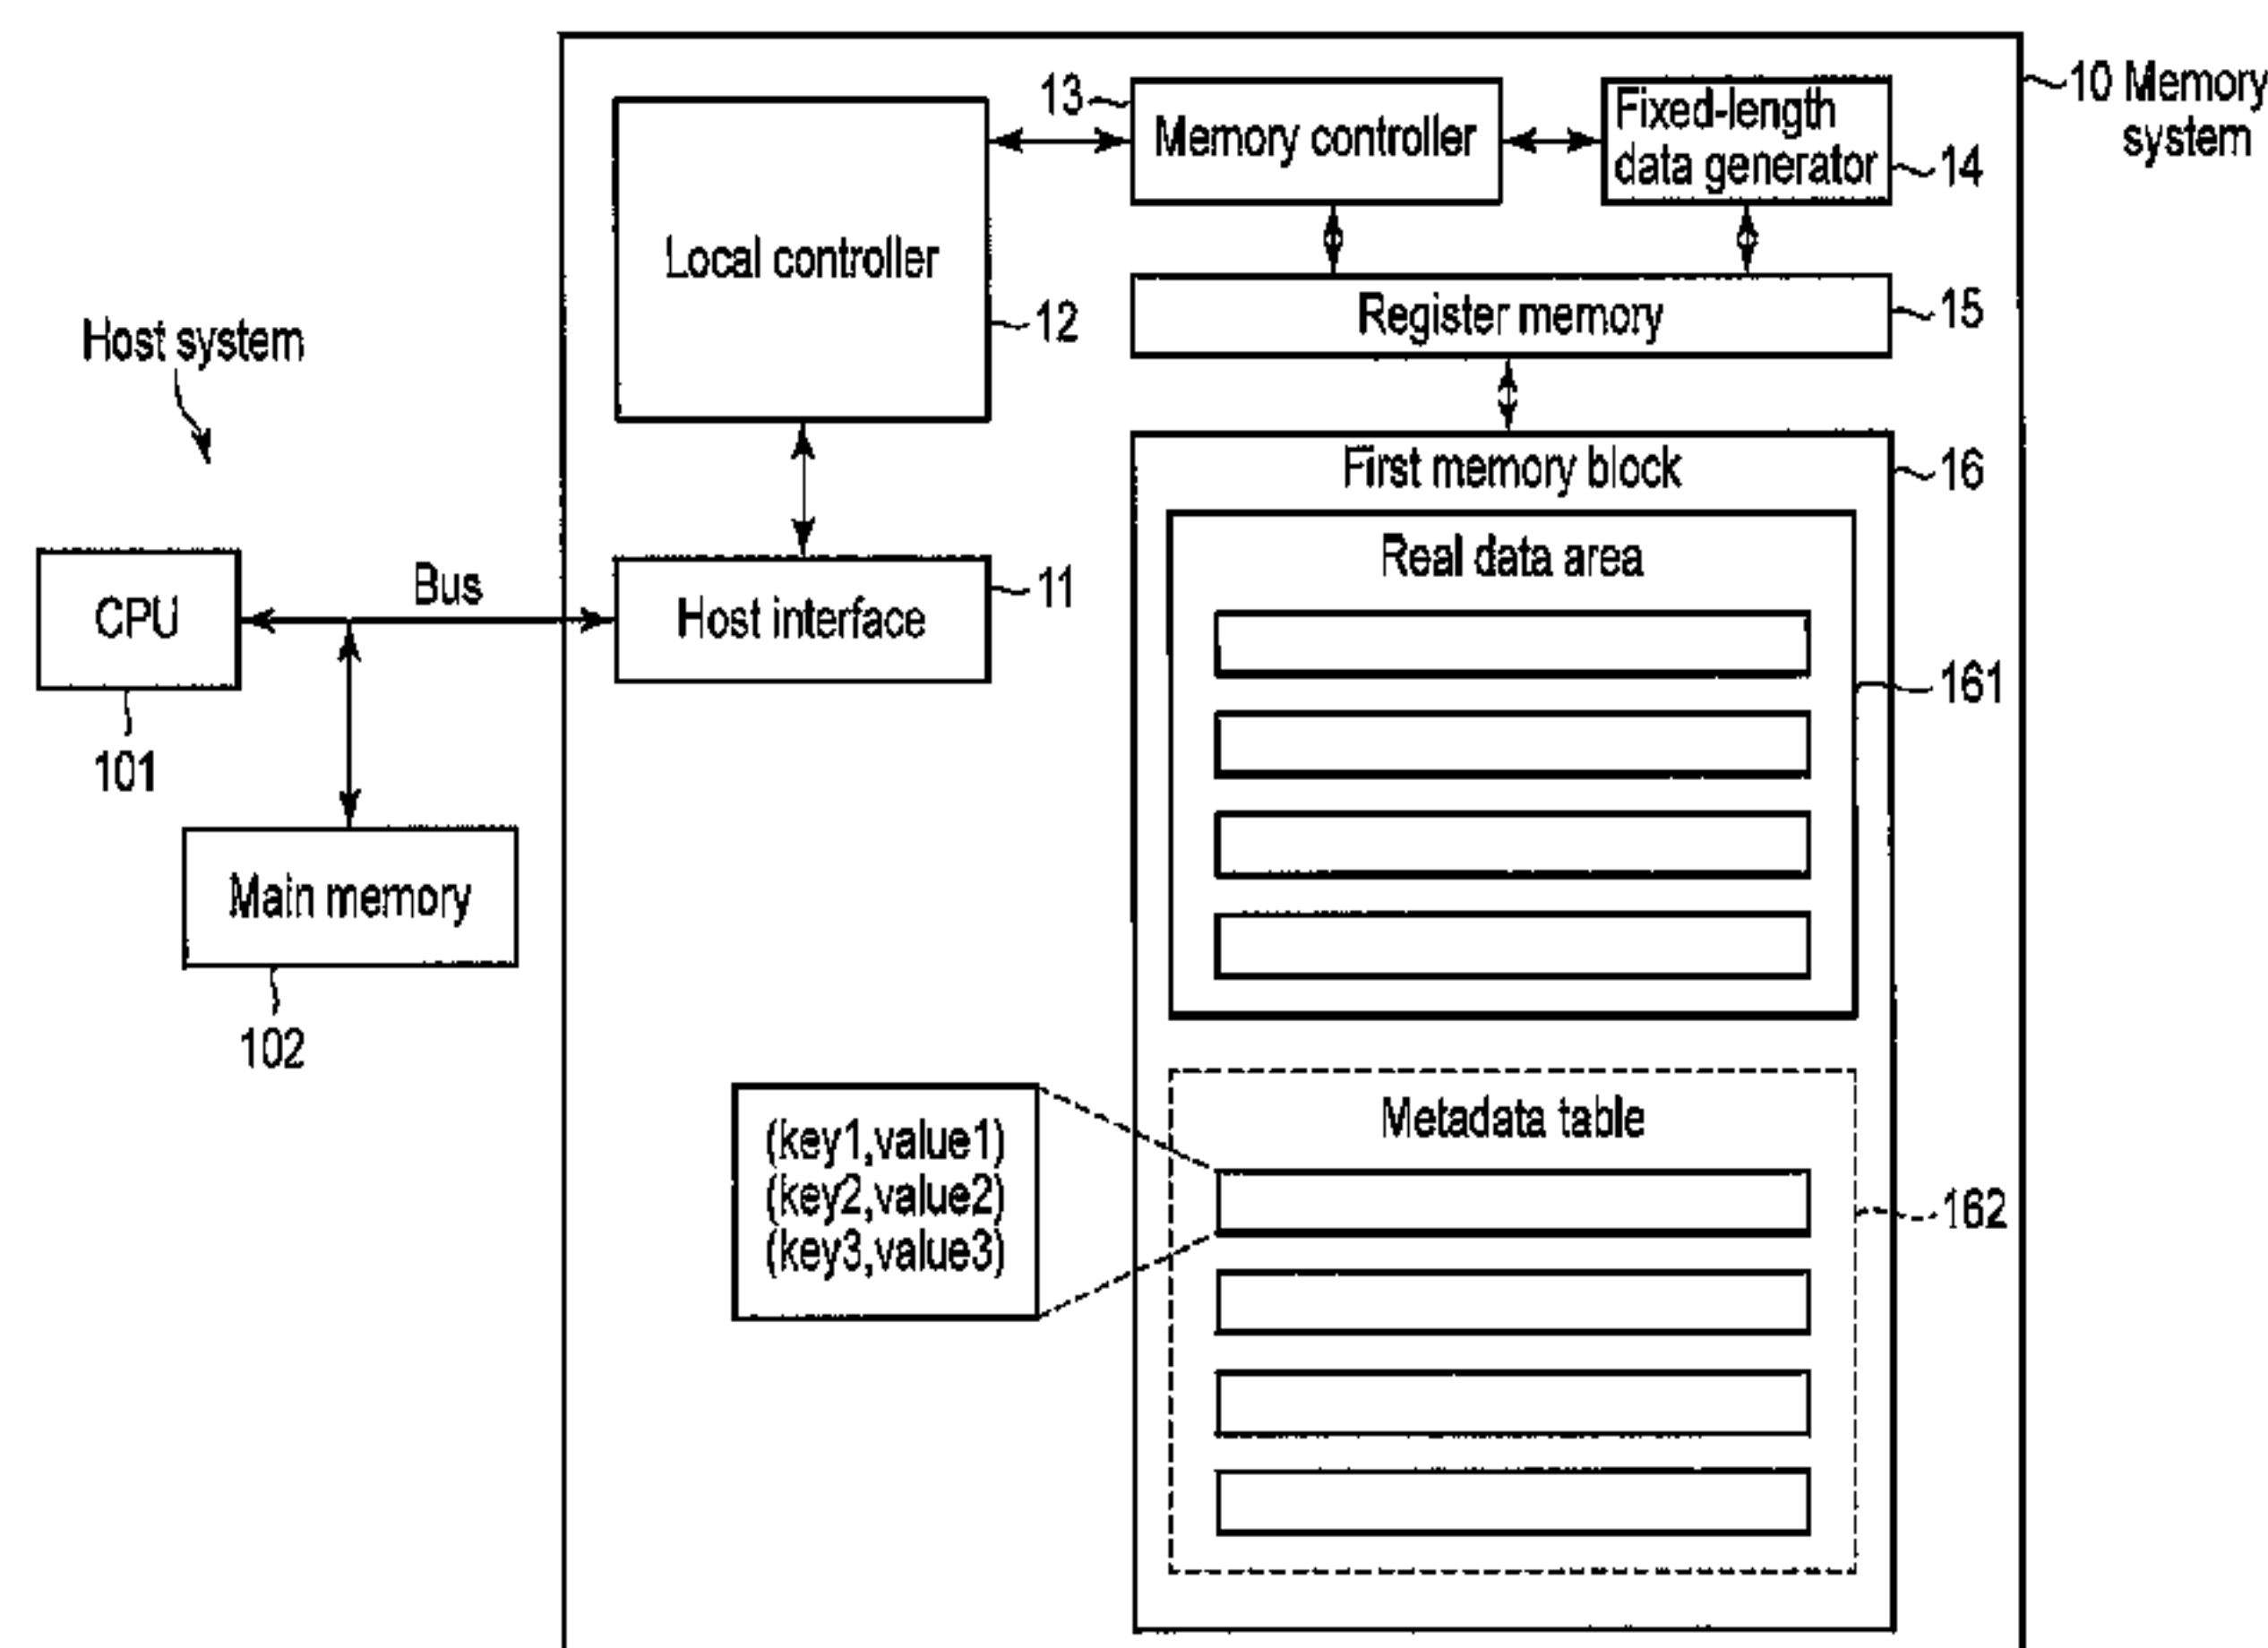 10 Memory
system
13
Memory controller
Fixed-length
data generator
14
Local controller
12
Register memory
15
Host system
First memory block
16
Real data area
CPU
Bus
Host interface
11
161
101
Main memory
102
(key1,value1)
(key2,value2)
(key3,value3)
Metadata table
162